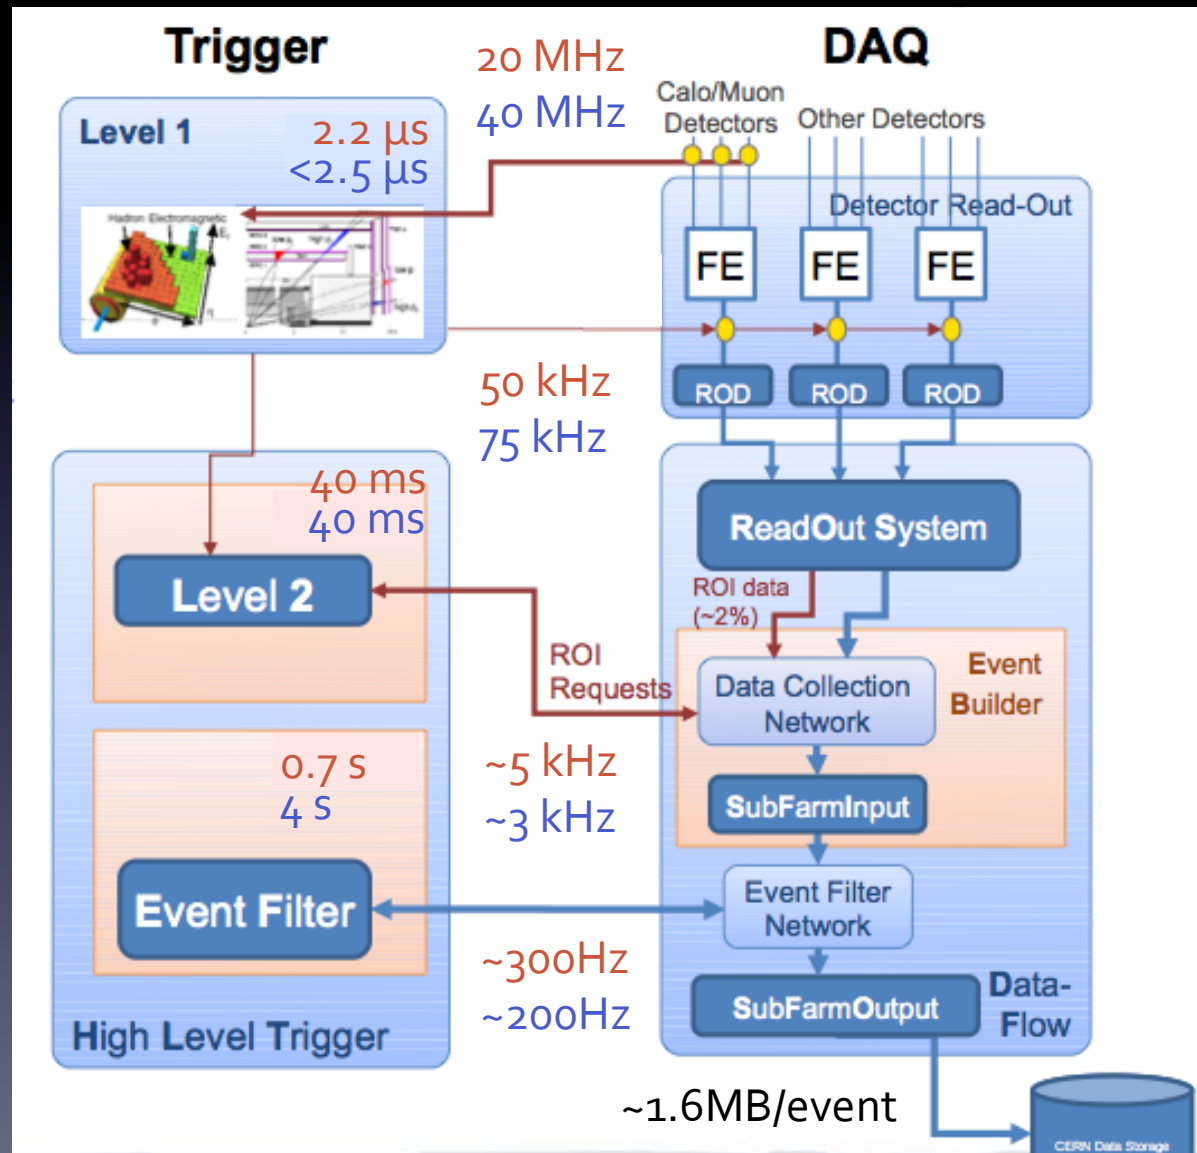 Trigger
20 MHz
40 MHz
DAQ
Calo/Muon
Detectors
Other Detectors
Level 1
2.2 µs
<2.5 µs
Hadron Electromagnetic
Detector Read-Out
FE
FE
FE
50 kHz
75 kHz
ROD
ROD
ROD
40 ms
40 ms
Level 2
ReadOut System
ROI data
(~2%)
ROI
Requests
Data Collection
Network
Event
Builder
0.7 s
4 s
~5 kHz
~3 kHz
SubFarmInput
Event Filter
Event Filter
Network
~300Hz
~200Hz
SubFarmOutput
Data-
Flow
High Level Trigger
~1.6MB/event
CERN Data Storage